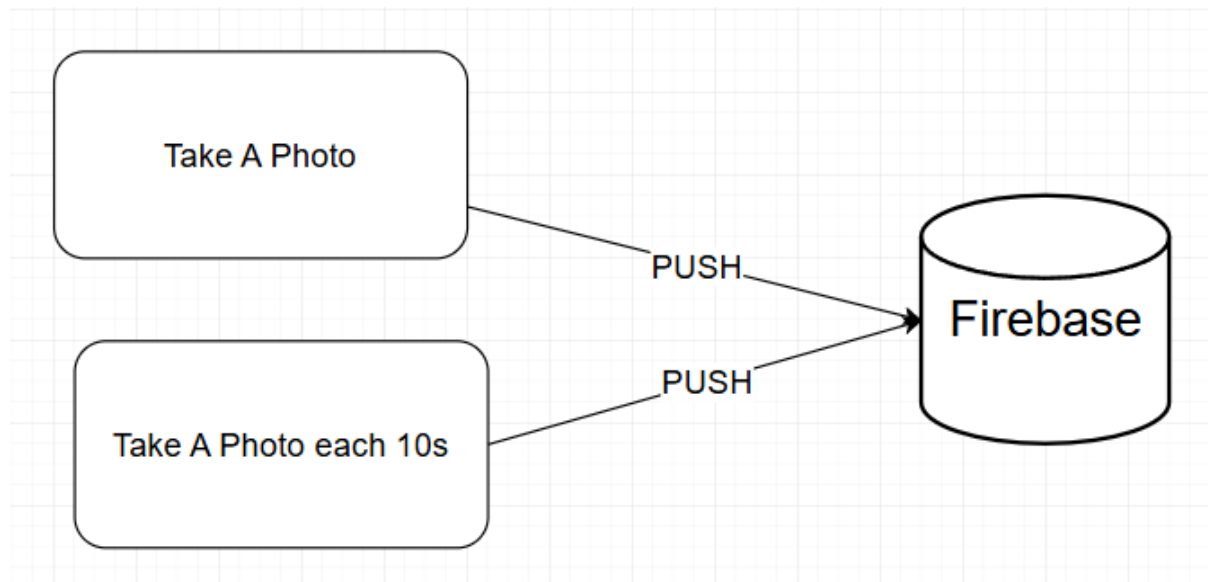 Take A Photo
PUSH
Firebase
PUSH
Take A Photo each 10s